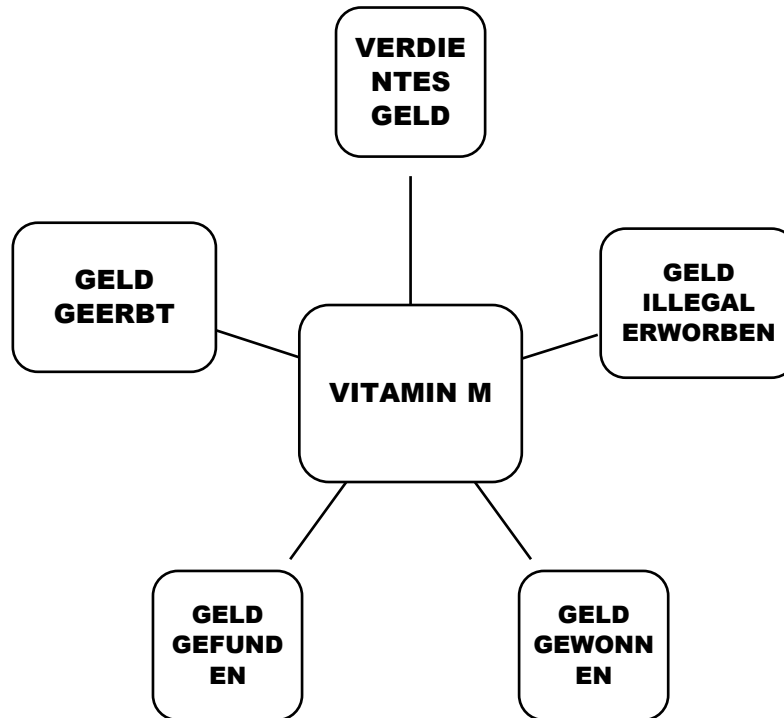 VERDIE
NTES
GELD
GELD
GEERBT
GELD
ILLEGAL
ERWORBEN
VITAMIN M
GELD
GEFUND
EN
GELD
GEWONN
EN